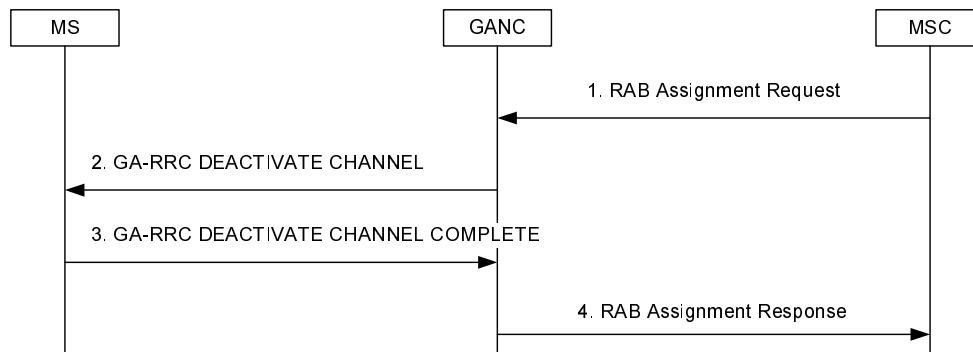 MS
GANC
MSC
1. RAB Assignment Request
2. GA-RRC DEACTIVATE CHANNEL
3. GA-RRC DEACTIVATE CHANNEL COMPLETE
4. RAB Assignment Response